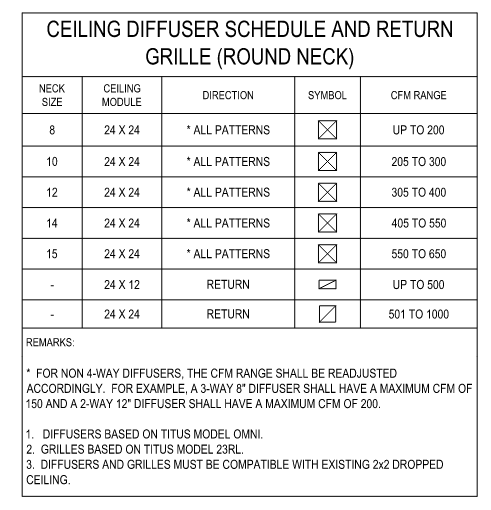 CEILING DIFFUSER SCHEDULE AND RETURN
GRILLE (ROUND NECK)
NECK SIZE CEILING MODULE DIRECTION SYMBOL CFM RANGE
8 24 X 24 * ALL PATTERNS UP TO 200
10 24 X 24 * ALL PATTERNS 205 TO 300
12 24 X 24 * ALL PATTERNS 305 TO 400
14 24 X 24 * ALL PATTERNS 405 TO 550
15 24 X 24 * ALL PATTERNS 550 TO 650
- 24 X 12 RETURN UP TO 500
- 24 X 24 RETURN 501 TO 1000
REMARKS:
* FOR NON 4-WAY DIFFUSERS, THE CFM RANGE SHALL BE READJUSTED
ACCORDINGLY. FOR EXAMPLE, A 3-WAY 8" DIFFUSER SHALL HAVE A MAXIMUM CFM OF
150 AND A 2-WAY 12" DIFFUSER SHALL HAVE A MAXIMUM CFM OF 200.
1. DIFFUSERS BASED ON TITUS MODEL OMNI.
2. GRILLES BASED ON TITUS MODEL 23RL.
3. DIFFUSERS AND GRILLES MUST BE COMPATIBLE WITH EXISTING 2x2 DROPPED
CEILING.